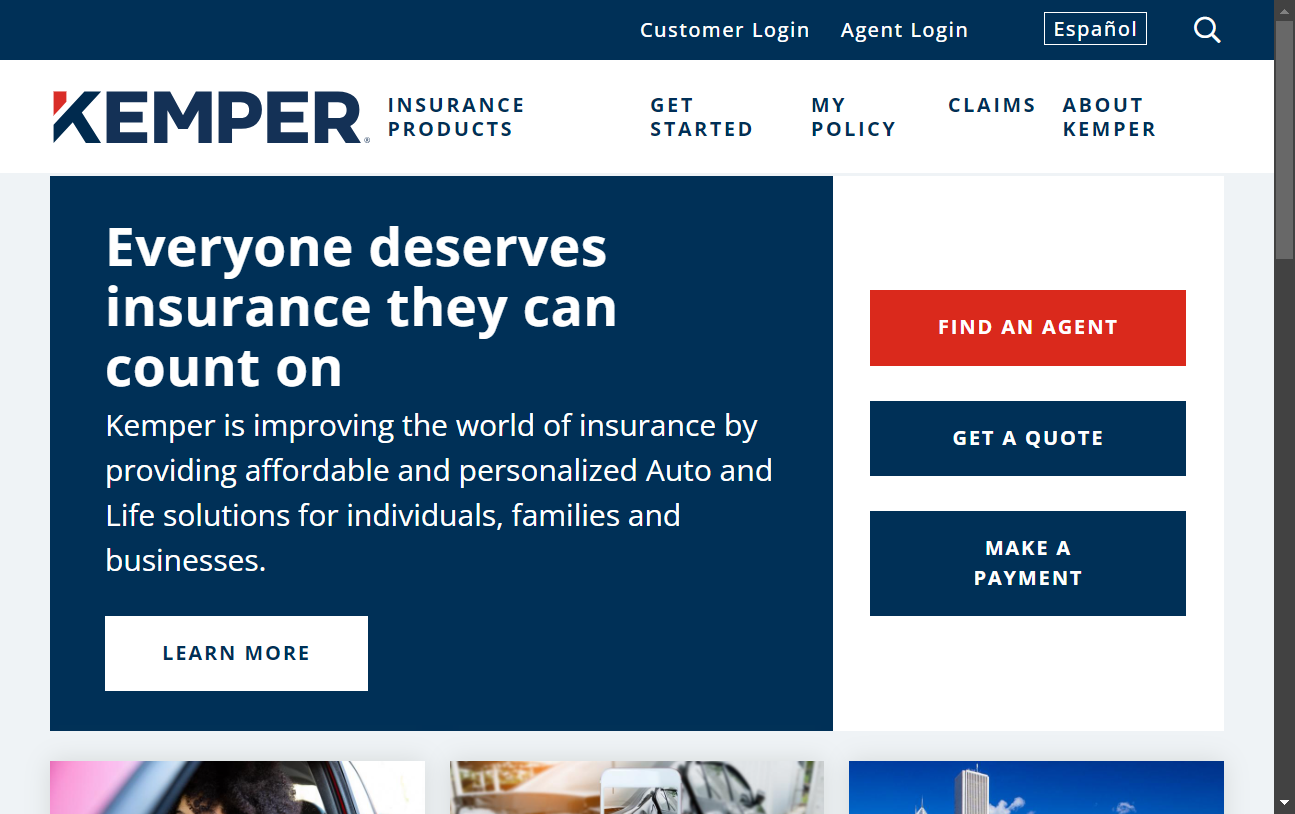 Customer Login
Agent Login
Español
KEMPER®
INSURANCE
PRODUCTS
GET
STARTED
MY
POLICY
CLAIMS
ABOUT
KEMPER
Everyone deserves
insurance they can
count on
Kemper is improving the world of insurance by
providing affordable and personalized Auto and
Life solutions for individuals, families and
businesses.
LEARN MORE
FIND AN AGENT
GET A QUOTE
MAKE A
PAYMENT